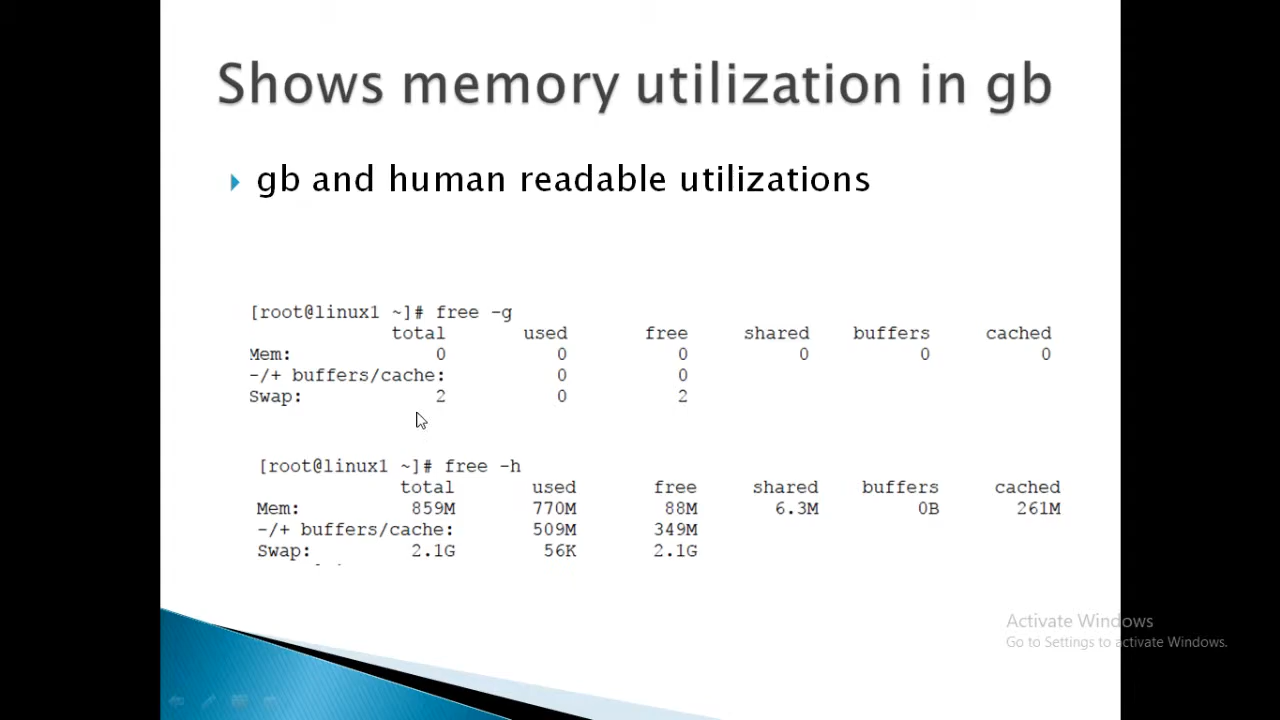 Shows memory utilization in gb
gb and human readable utilizations
[root@linux1 ~]# free -g
total used free shared buffers cached
Mem: 0 0 0 0 0 0
-/+ buffers/cache: 0 0
Swap: 2 0 2
[root@linux1 ~]# free -h
total used free shared buffers cached
Mem: 859M 770M 88M 6.3M 0B 261M
-/+ buffers/cache: 509M 349M
Swap: 2.1G 56K 2.1G
Activate Windows
Go to Settings to activate Windows.